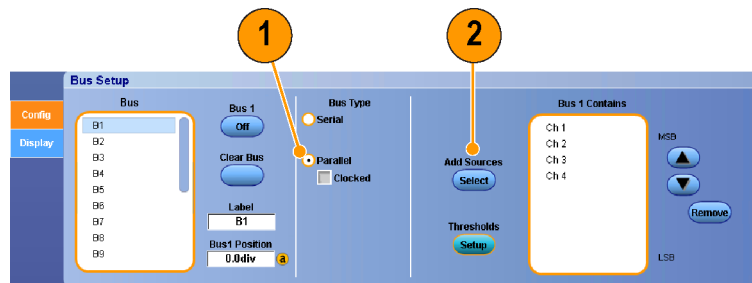 1
2
Bus Setup
Config
Display
Bus
B1
B2
B3
B4
B5
B6
B7
B8
B9
Bus 1
Off
Clear Bus
Label
B1
Bus1 Position
0.0div
a
Bus Type
Serial
Parallel
Clocked
Add Sources
Select
Thresholds
Setup
Bus 1 Contains
Ch 1
Ch 2
Ch 3
Ch 4
MSB
Remove
LSB